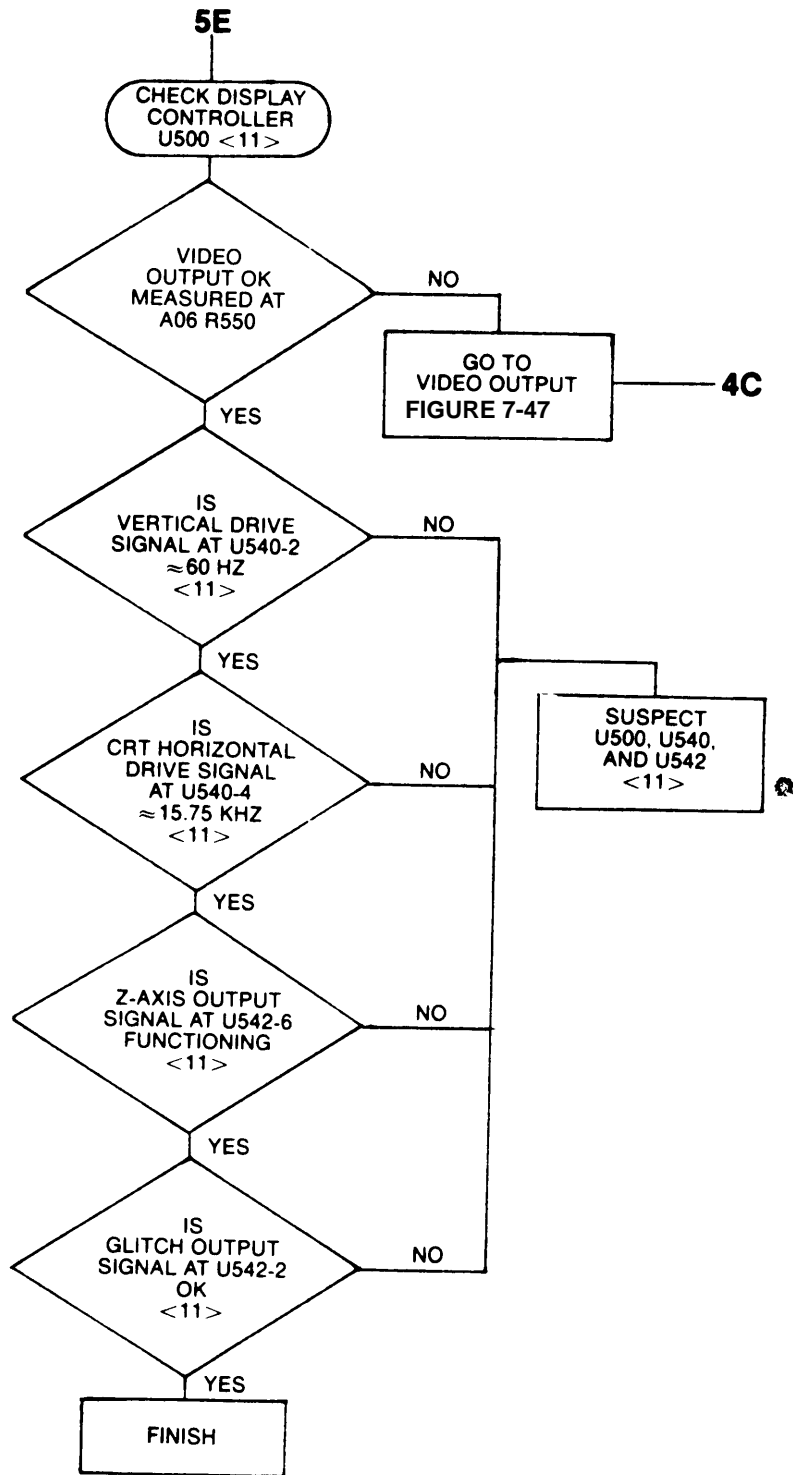 5E
CHECK DISPLAY
CONTROLLER
U500 <11>
VIDEO
OUTPUT OK
MEASURED AT
A06 R550
NO
GO TO
VIDEO OUTPUT
FIGURE 7-47
4C
YES
IS
VERTICAL DRIVE
SIGNAL AT U540-2
≈60 HZ
<11>
NO
YES
SUSPECT
U500, U540,
AND U542
<11>
IS
CRT HORIZONTAL
DRIVE SIGNAL
AT U540-4
≈15.75 KHZ
<11>
NO
YES
IS
Z-AXIS OUTPUT
SIGNAL AT U542-6
FUNCTIONING
<11>
NO
YES
IS
GLITCH OUTPUT
SIGNAL AT U542-2
OK
<11>
NO
YES
FINISH